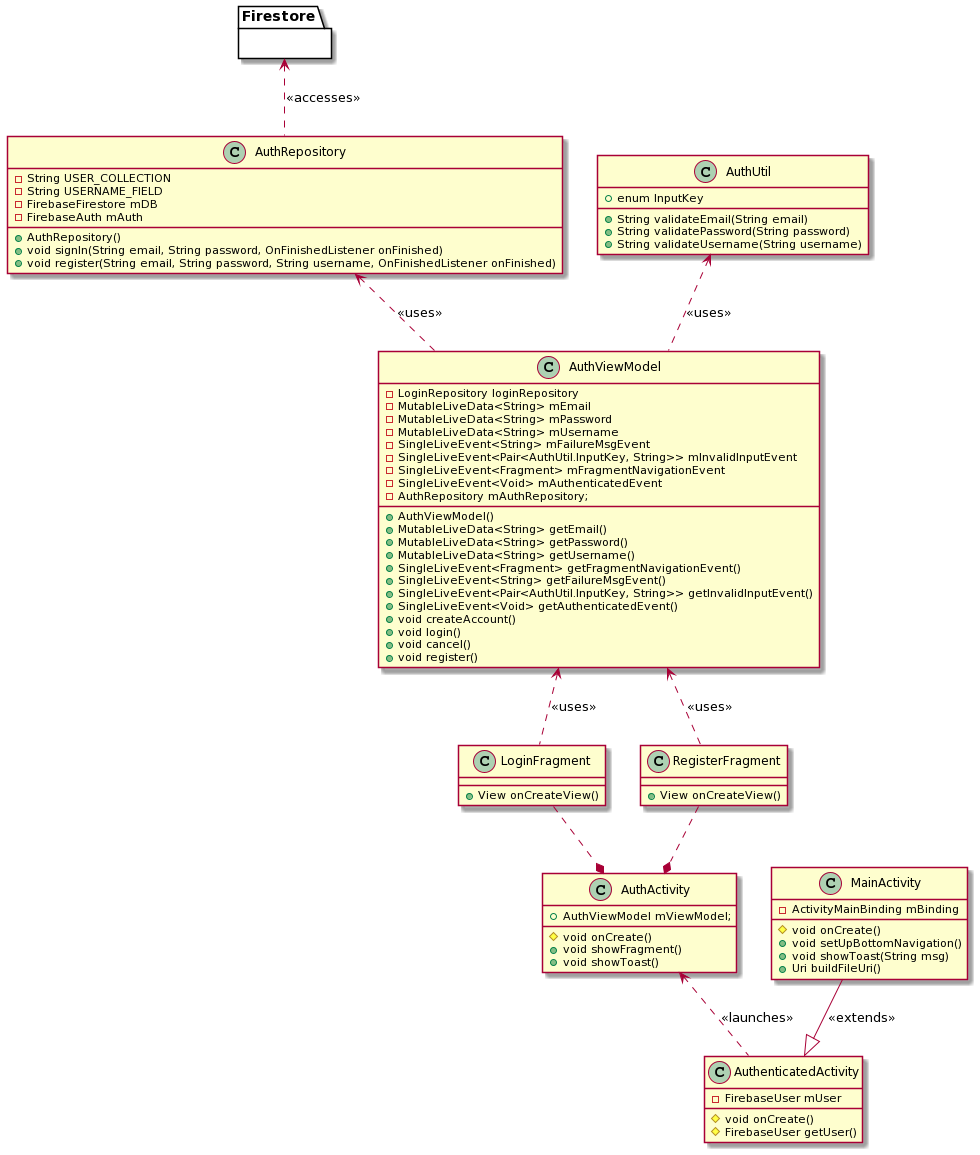 Firestore
«accesses»
C AuthRepository
String USER_COLLECTION
String USERNAME_FIELD
FirebaseFirestore mDB
FirebaseAuth mAuth
AuthRepository()
void signIn(String email, String password, OnFinishedListener onFinished)
void register(String email, String password, String username, OnFinishedListener onFinished)
C AuthUtil
enum InputKey
String validateEmail(String email)
String validatePassword(String password)
String validateUsername(String username)
«uses»
«uses»
C AuthViewModel
LoginRepository loginRepository
MutableLiveData<String> mEmail
MutableLiveData<String> mPassword
MutableLiveData<String> mUsername
SingleLiveEvent<String> mFailureMsgEvent
SingleLiveEvent<Pair<AuthUtil.InputKey, String>> mInvalidInputEvent
SingleLiveEvent<Fragment> mFragmentNavigationEvent
SingleLiveEvent<Void> mAuthenticatedEvent
AuthRepository mAuthRepository;
AuthViewModel()
MutableLiveData<String> getEmail()
MutableLiveData<String> getPassword()
MutableLiveData<String> getUsername()
SingleLiveEvent<Fragment> getFragmentNavigationEvent()
SingleLiveEvent<String> getFailureMsgEvent()
SingleLiveEvent<Pair<AuthUtil.InputKey, String>> getInvalidInputEvent()
SingleLiveEvent<Void> getAuthenticatedEvent()
void createAccount()
void login()
void cancel()
void register()
«uses»
«uses»
C LoginFragment
View onCreateView()
C RegisterFragment
View onCreateView()
C AuthActivity
AuthViewModel mViewModel;
void onCreate()
void showFragment()
void showToast()
C MainActivity
ActivityMainBinding mBinding
void onCreate()
void setUpBottomNavigation()
void showToast(String msg)
Uri buildFileUri()
«launches»
«extends»
C AuthenticatedActivity
FirebaseUser mUser
void onCreate()
FirebaseUser getUser()